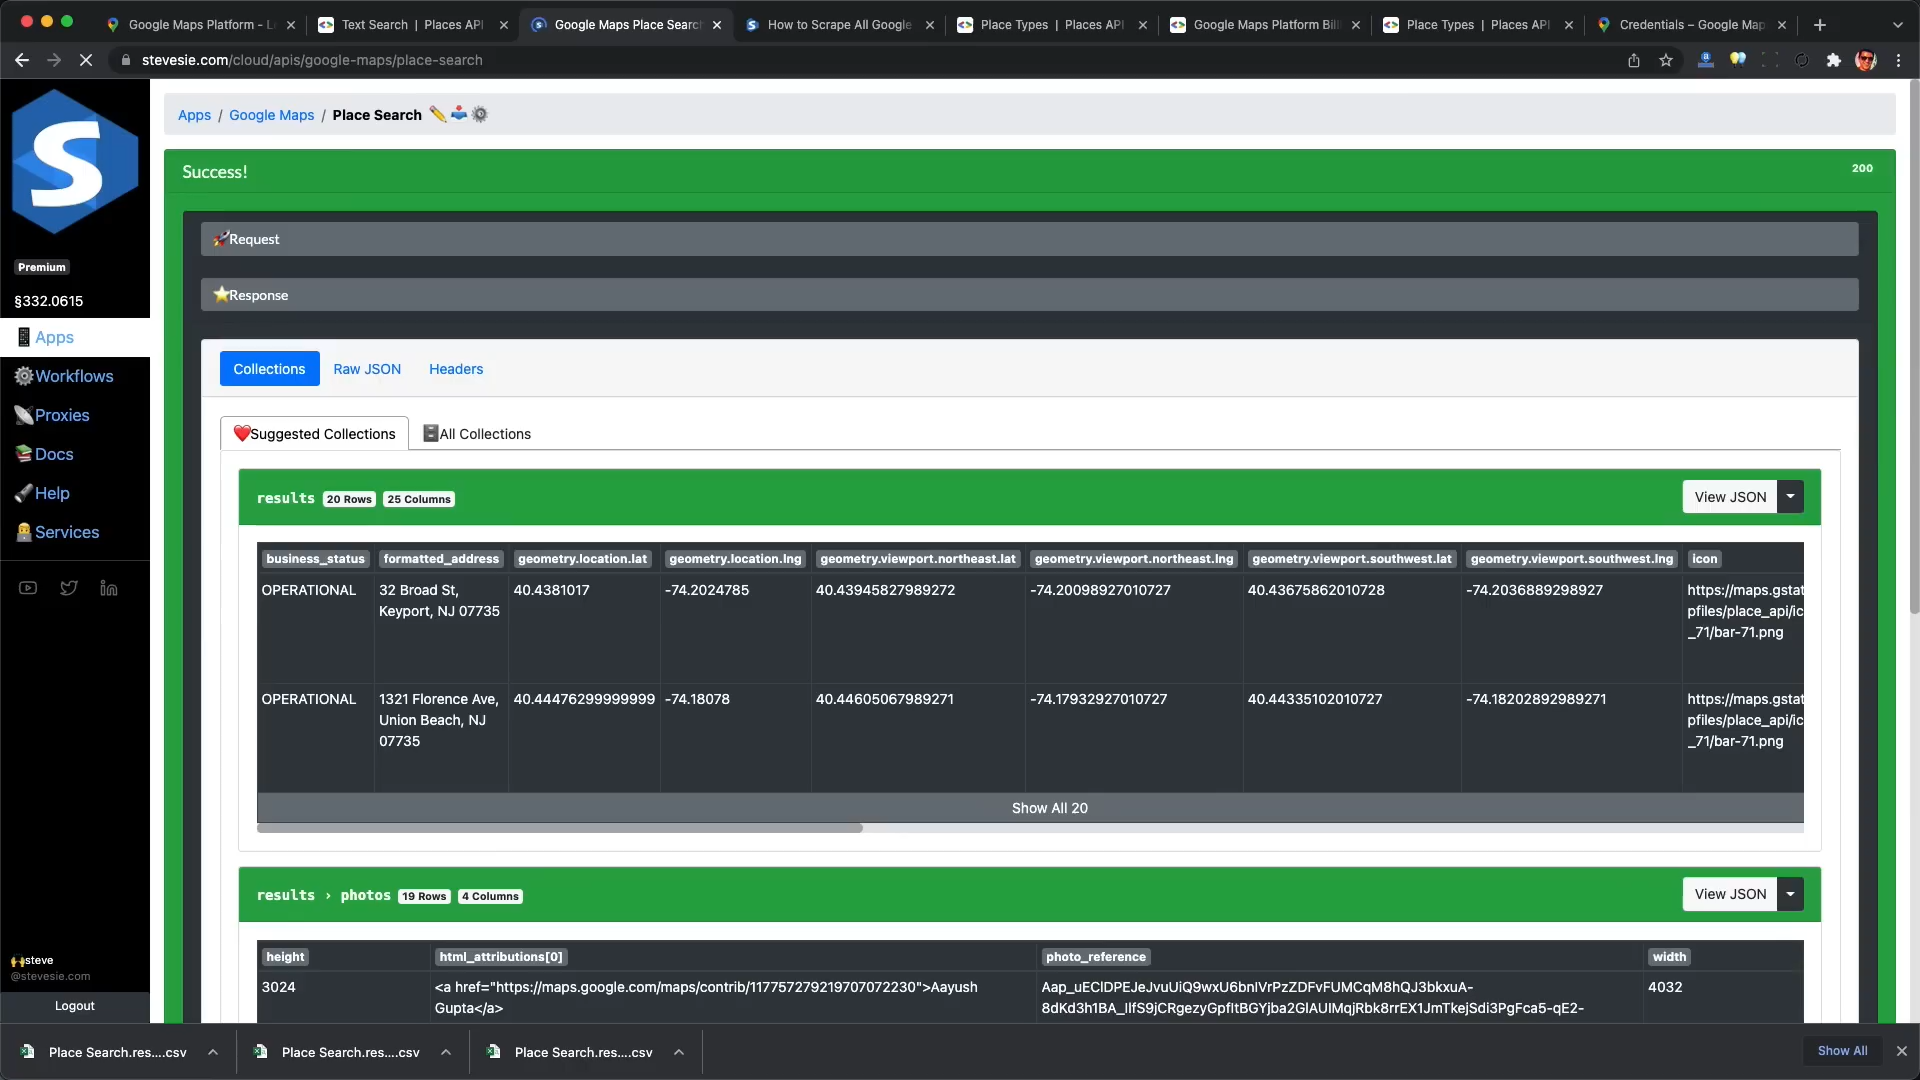 Google Maps Platform - L
Text Search | Places API
Google Maps Place Search
How to Scrape All Google
Place Types | Places API
Google Maps Platform Bill
Place Types | Places API
Credentials – Google Map
stevesie.com/cloud/apis/google-maps/place-search
Premium
§332.0615
Apps
Workflows
Proxies
Docs
Help
Services
steve
@stevesie.com
Logout
Apps / Google Maps / Place Search
Success!
200
Request
Response
Collections
Raw JSON
Headers
Suggested Collections
All Collections
results 20 Rows 25 Columns
View JSON
business_status formatted_address geometry.location.lat geometry.location.lng geometry.viewport.northeast.lat geometry.viewport.northeast.lng geometry.viewport.southwest.lat geometry.viewport.southwest.lng icon
OPERATIONAL
32 Broad St,
Keyport, NJ 07735
40.4381017
-74.2024785
40.43945827989272
-74.20098927010727
40.43675862010728
-74.2036889298927
https://maps.gstat
pfiles/place_api/ic
_71/bar-71.png
OPERATIONAL
1321 Florence Ave,
Union Beach, NJ
07735
40.44476299999999
-74.18078
40.44605067989271
-74.17932927010727
40.44335102010727
-74.18202892989271
https://maps.gstat
pfiles/place_api/ic
_71/bar-71.png
Show All 20
results › photos 19 Rows 4 Columns
View JSON
height html_attributions[0] photo_reference width
3024
<a href="https://maps.google.com/maps/contrib/117757279219707072230">Aayush
Gupta</a>
Aap_uEClDPEJeJvuUiQ9wxU6bnlVrPzZDFvFUMCqM8hQJ3bkxuA-
8dKd3h1BA_IlfS9jCRgezyGpfItBGYjba2GlAUlMqjRbk8rrEX1JmTkejSdi3PgFca5-qE2-
4032
Place Search.res....csv
Place Search.res....csv
Place Search.res....csv
Show All